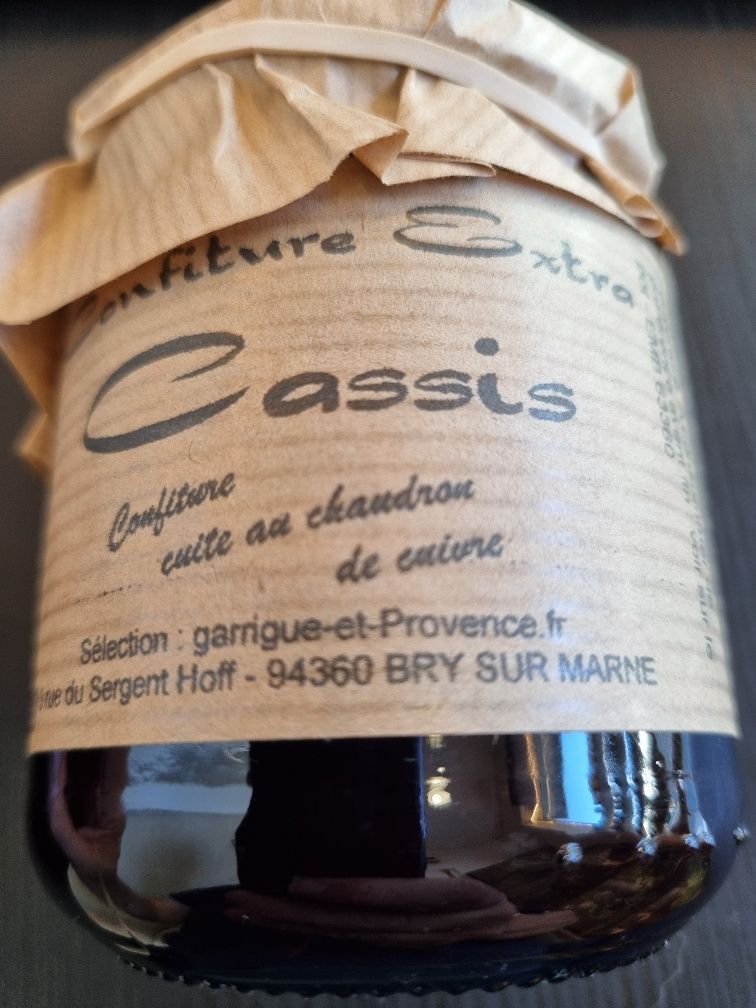 Confiture Extra
Cassis
Confiture
cuite au chaudron
de cuivre
Sélection : garrigue-et-Provence.fr
rue du Sergent Hoff - 94360 BRY SUR MARNE